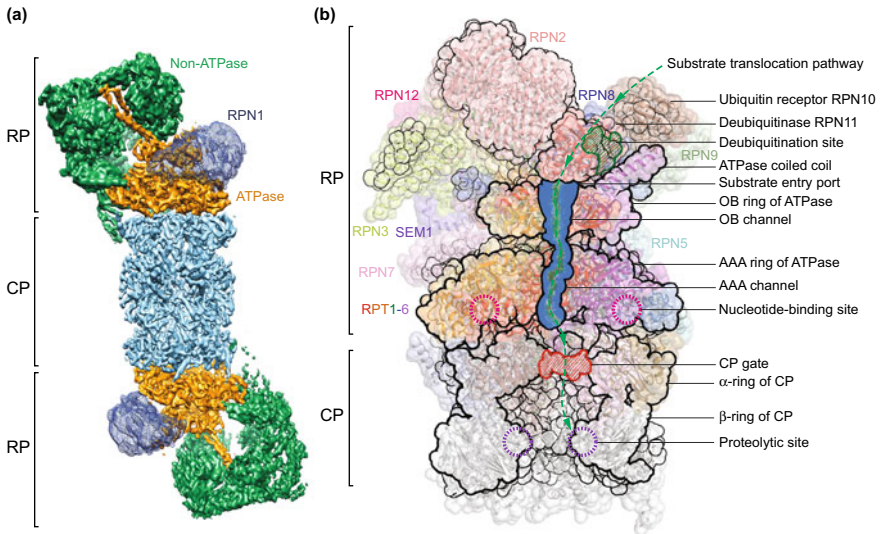 (a)
Non-ATPase
RPN1
RP
ATPase
CP
RP
(b)
RPN2
Substrate translocation pathway
RPN12
RPN8
Ubiquitin receptor RPN10
Deubiquitinase RPN11
Deubiquitination site
RPN9
ATPase coiled coil
RP
Substrate entry port
OB ring of ATPase
OB channel
RPN3
SEM1
RPN5
RPN7
AAA ring of ATPase
AAA channel
RPT1-6
Nucleotide-binding site
CP gate
α-ring of CP
CP
β-ring of CP
Proteolytic site